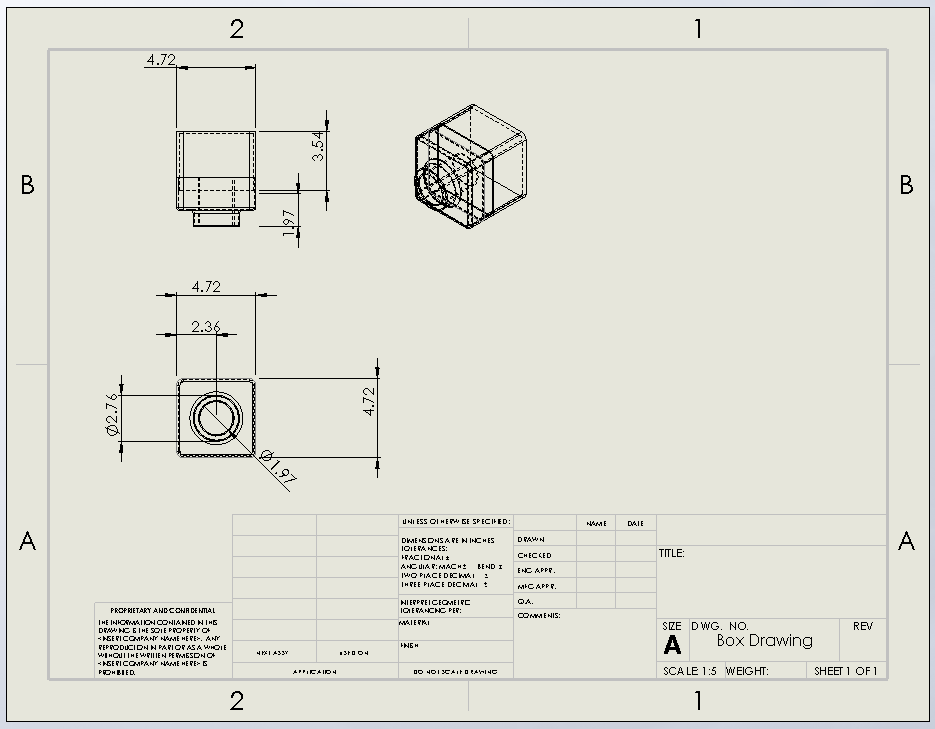 2
1
4.72
3.54
B
B
1.97
4.72
2.36
4.72
Ø2.76
Ø1.97
A
A
UNLESS OTHERWISE SPECIFIED:
NAME
DATE
DIMENSIONS ARE IN INCHES
TOLERANCES:
FRACTIONAL ±
ANGULAR: MACH ± BEND ±
TWO PLACE DECIMAL ±
THREE PLACE DECIMAL ±
DRAWN
CHECKED
ENG APPR.
MFG APPR.
Q.A.
COMMENTS:
TITLE:
INTERPRET GEOMETRIC
TOLERANCING PER:
MATERIAL
FINISH
PROPRIETARY AND CONFIDENTIAL
THE INFORMATION CONTAINED IN THIS
DRAWING IS THE SOLE PROPERTY OF
<INSERT COMPANY NAME HERE>. ANY
REPRODUCTION IN PART OR AS A WHOLE
WITHOUT THE WRITTEN PERMISSION OF
<INSERT COMPANY NAME HERE> IS
PROHIBITED.
NEXT ASSY
USED ON
APPLICATION
DO NOT SCALE DRAWING
SIZE
A
DWG. NO.
Box Drawing
REV
SCALE 1:5
WEIGHT:
SHEET 1 OF 1
2
1